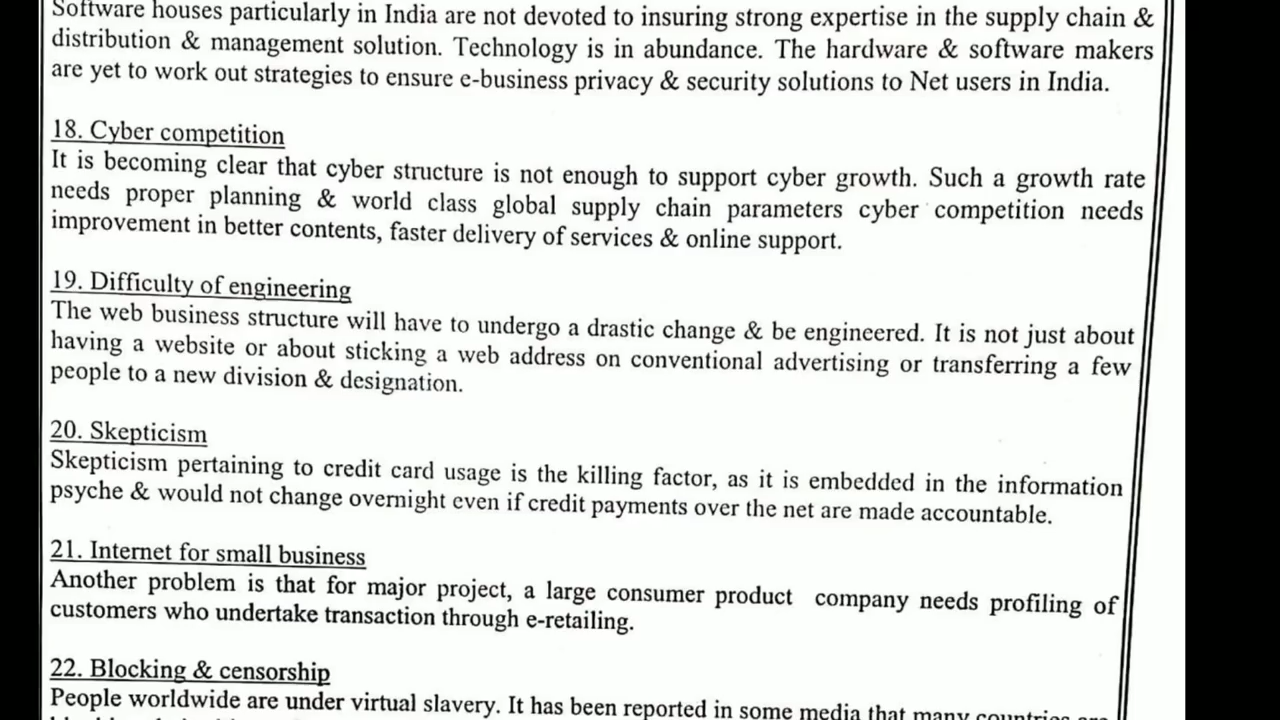 Software houses particularly in India are not devoted to insuring strong expertise in the supply chain &
distribution & management solution. Technology is in abundance. The hardware & software makers
are yet to work out strategies to ensure e-business privacy & security solutions to Net users in India.
18. Cyber competition
It is becoming clear that cyber structure is not enough to support cyber growth. Such a growth rate
needs proper planning & world class global supply chain parameters cyber competition needs
improvement in better contents, faster delivery of services & online support.
19. Difficulty of engineering
The web business structure will have to undergo a drastic change & be engineered. It is not just about
having a website or about sticking a web address on conventional advertising or transferring a few
people to a new division & designation.
20. Skepticism
Skepticism pertaining to credit card usage is the killing factor, as it is embedded in the information
psyche & would not change overnight even if credit payments over the net are made accountable.
21. Internet for small business
Another problem is that for major project, a large consumer product company needs profiling of
customers who undertake transaction through e-retailing.
22. Blocking & censorship
People worldwide are under virtual slavery. It has been reported in some media that many countries are